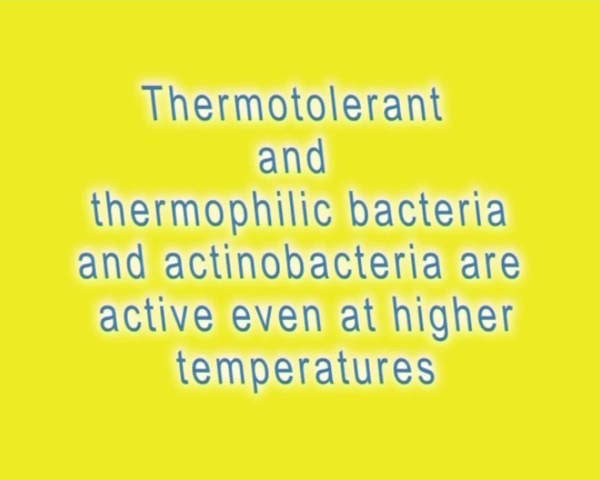 Thermotolerant
and
thermophilic bacteria
and actinobacteria are
active even at higher
temperatures